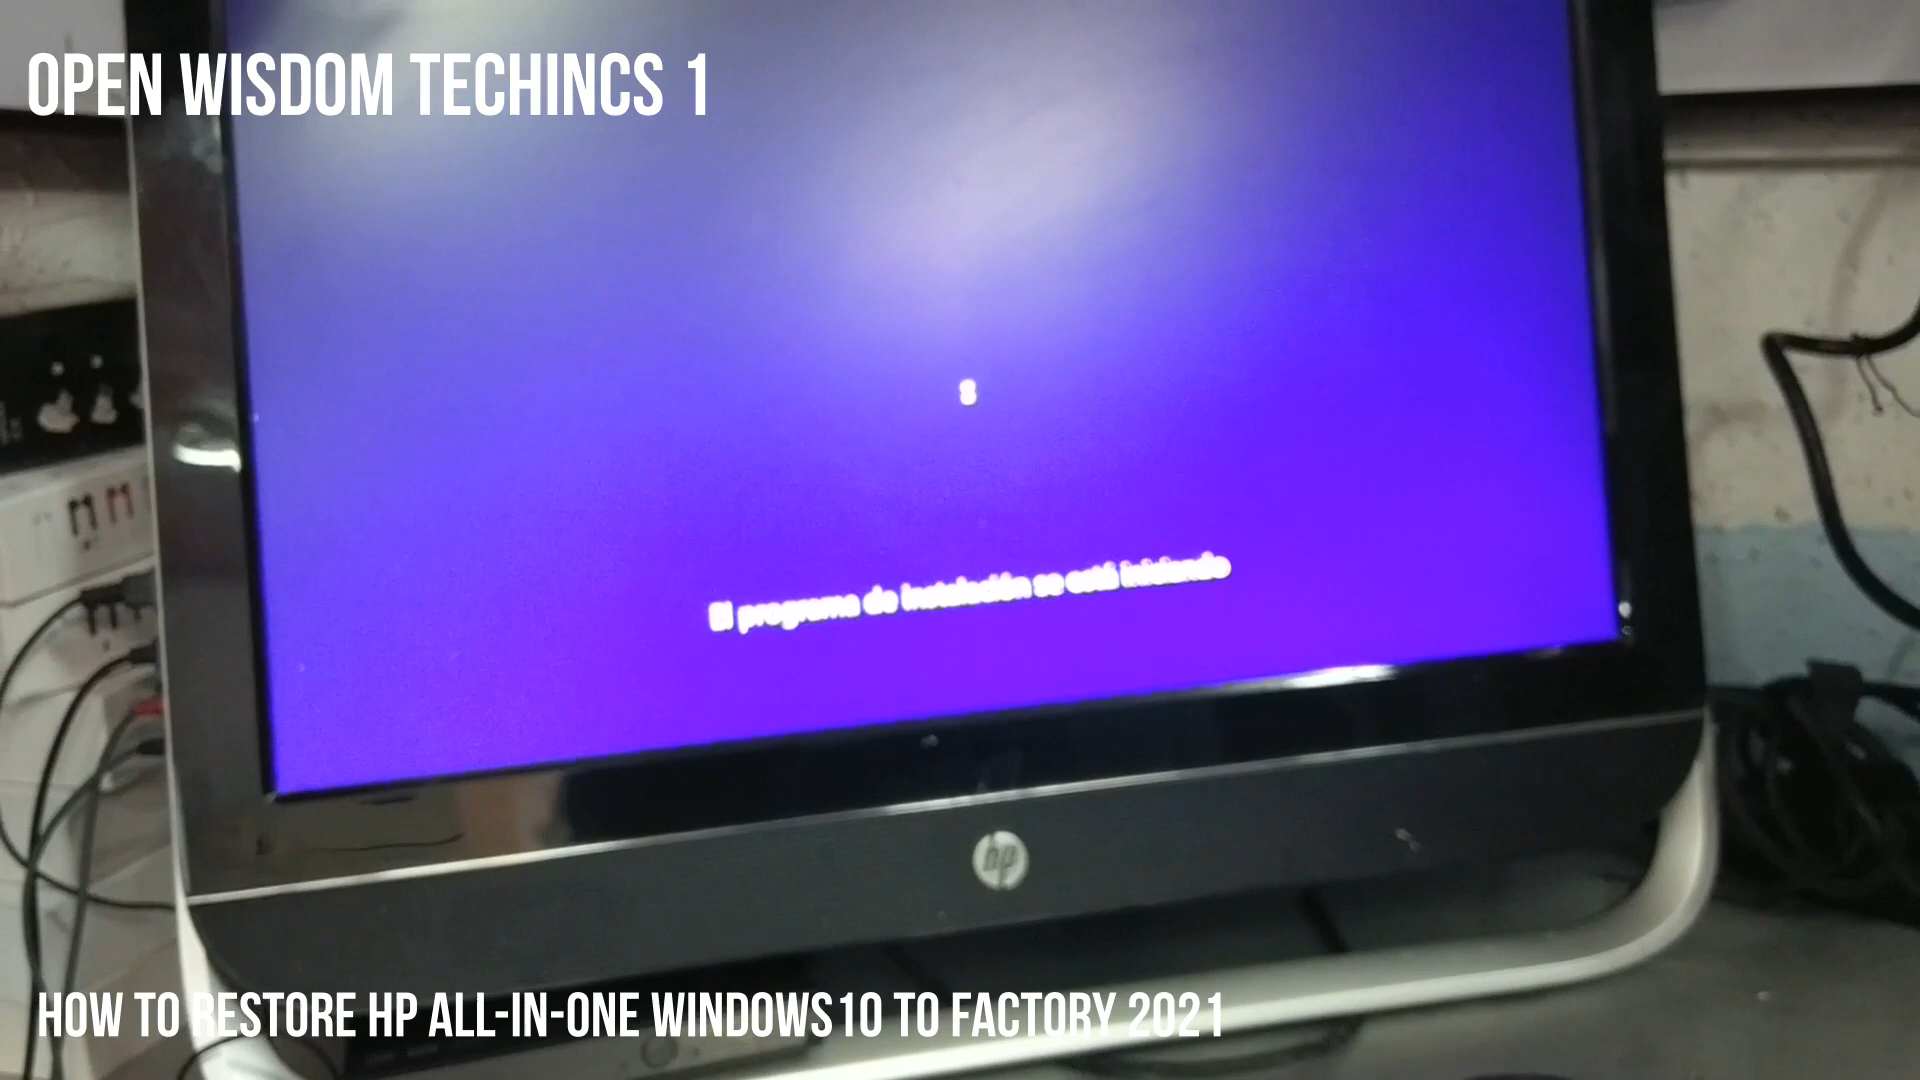 OPEN WISDOM TECHINCS 1
El programa de instalación se está iniciando
hp
HOW TO RESTORE HP ALL-IN-ONE WINDOWS10 TO FACTORY 2021